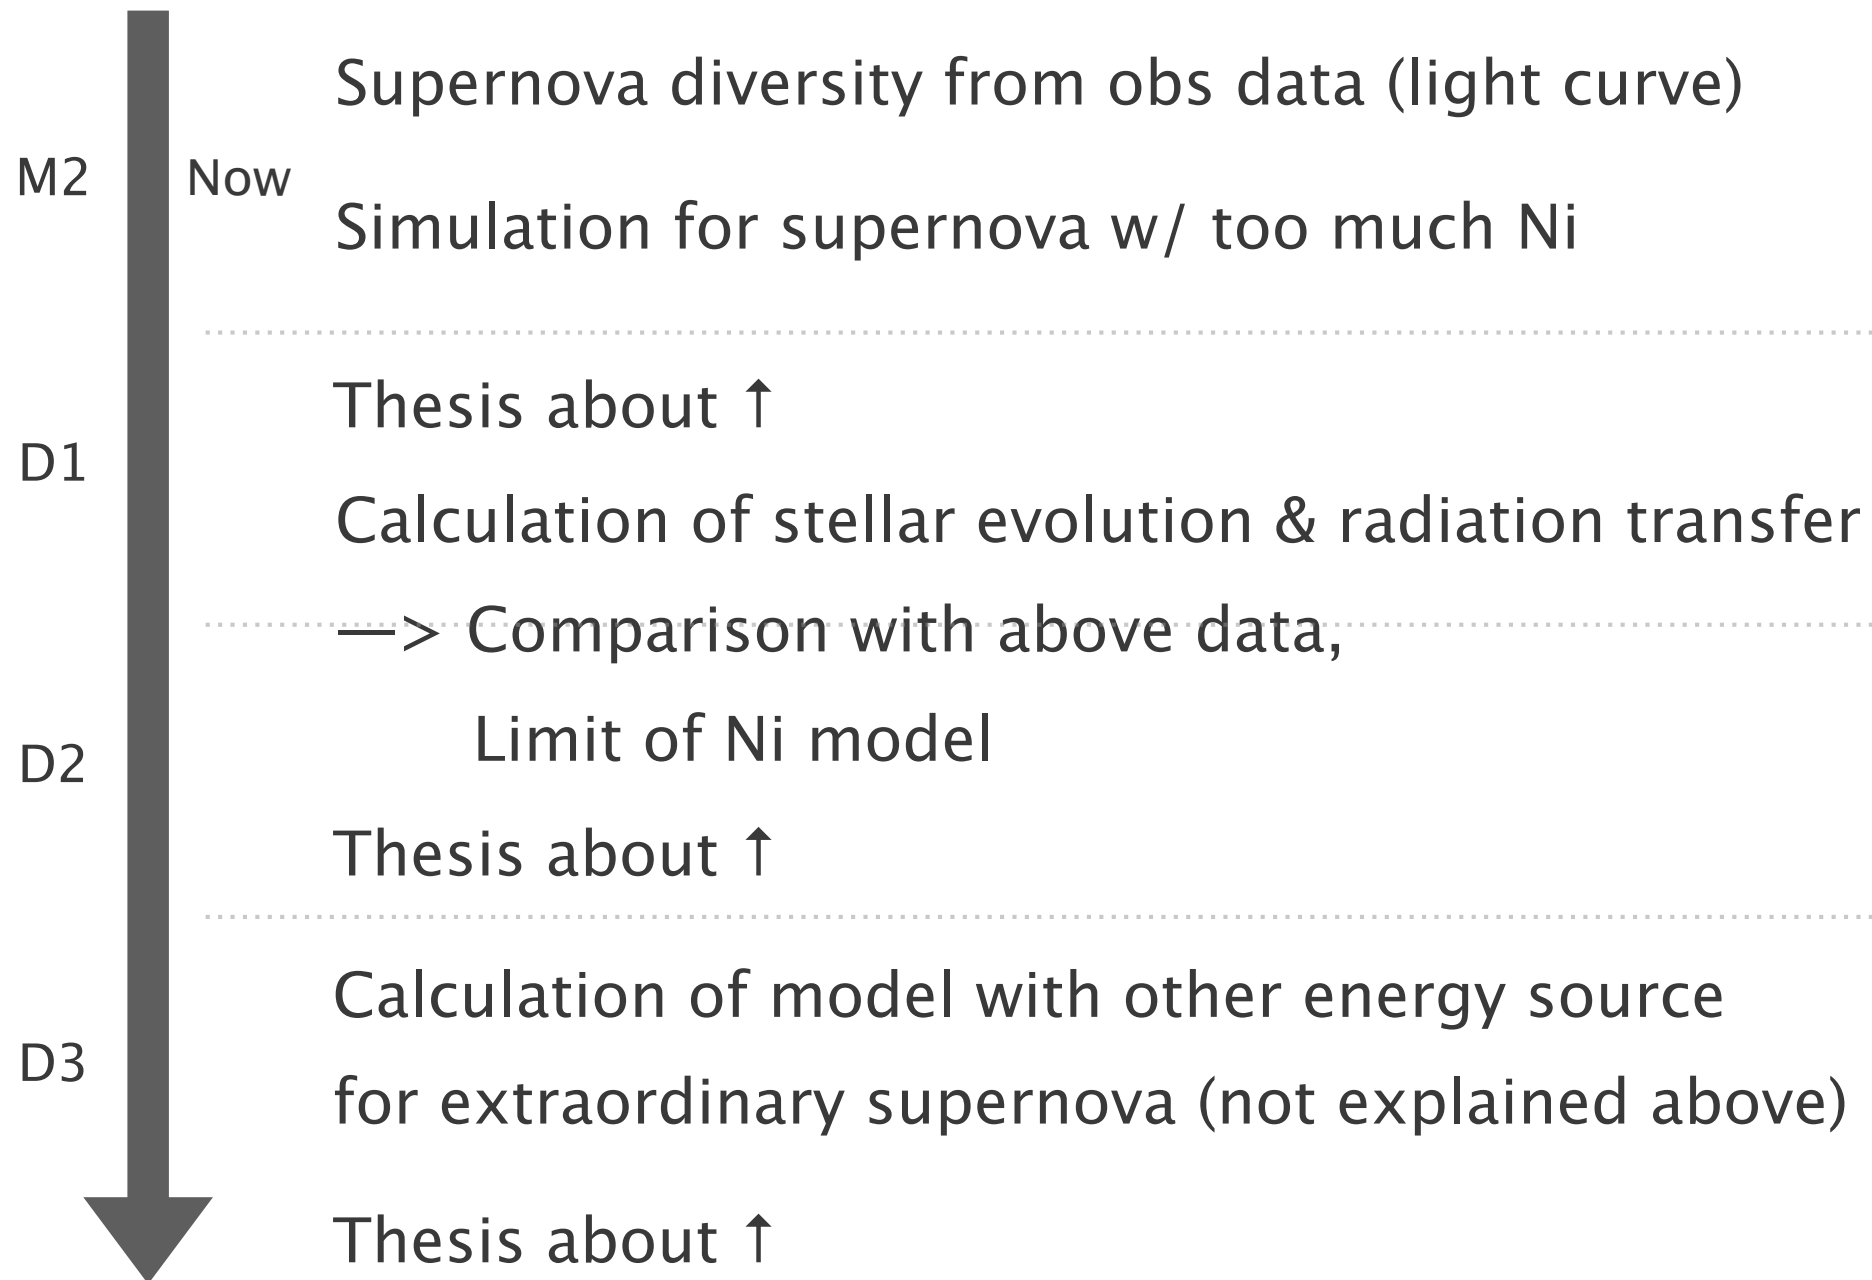 Supernova diversity from obs data (light curve)
M2
Now
Simulation for supernova w/ too much Ni
Thesis about ↑
D1
Calculation of stellar evolution & radiation transfer
—> Comparison with above data,
Limit of Ni model
D2
Thesis about ↑
Calculation of model with other energy source
D3
for extraordinary supernova (not explained above)
Thesis about ↑